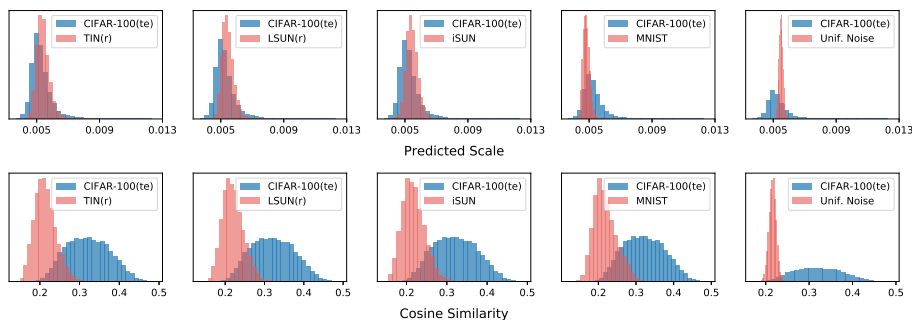 CIFAR-100(te)
TIN(r)
CIFAR-100(te)
LSUN(r)
CIFAR-100(te)
iSUN
CIFAR-100(te)
MNIST
CIFAR-100(te)
Unif. Noise
0.005 0.009 0.013
0.005 0.009 0.013
0.005 0.009 0.013
0.005 0.009 0.013
0.005 0.009 0.013
Predicted Scale
CIFAR-100(te)
TIN(r)
CIFAR-100(te)
LSUN(r)
CIFAR-100(te)
iSUN
CIFAR-100(te)
MNIST
CIFAR-100(te)
Unif. Noise
0.2 0.3 0.4 0.5
0.2 0.3 0.4 0.5
0.2 0.3 0.4 0.5
0.2 0.3 0.4 0.5
0.2 0.3 0.4 0.5
Cosine Similarity